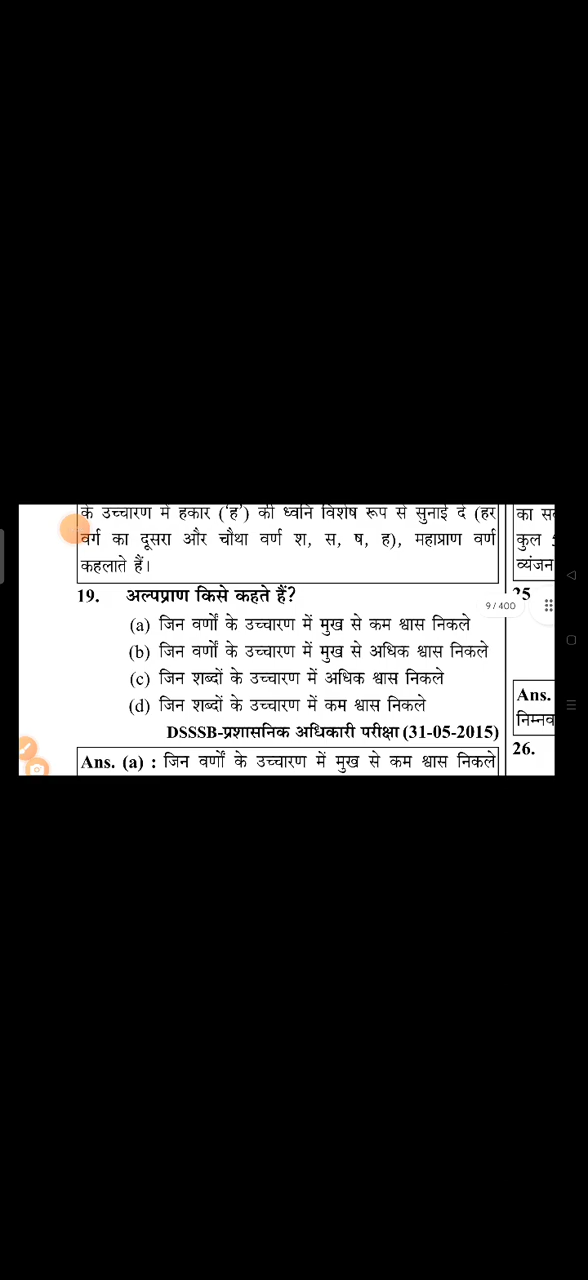 के उच्चारण में हकार ('ह') की ध्वनि विशेष रूप से सुनाई दे (हर
वर्ग का दूसरा और चौथा वर्ण श, स, ष, ह), महाप्राण वर्ण
कहलाते हैं।
19. अल्पप्राण किसे कहते हैं?
(a) जिन वर्णों के उच्चारण में मुख से कम श्वास निकले
(b) जिन वर्णों के उच्चारण में मुख से अधिक श्वास निकले
(c) जिन शब्दों के उच्चारण में अधिक श्वास निकले
(d) जिन शब्दों के उच्चारण में कम श्वास निकले
DSSSB-प्रशासनिक अधिकारी परीक्षा (31-05-2015)
Ans. (a) : जिन वर्णों के उच्चारण में मुख से कम श्वास निकले
का
कुल
व्यंजन
9/400
25
Ans.
26.